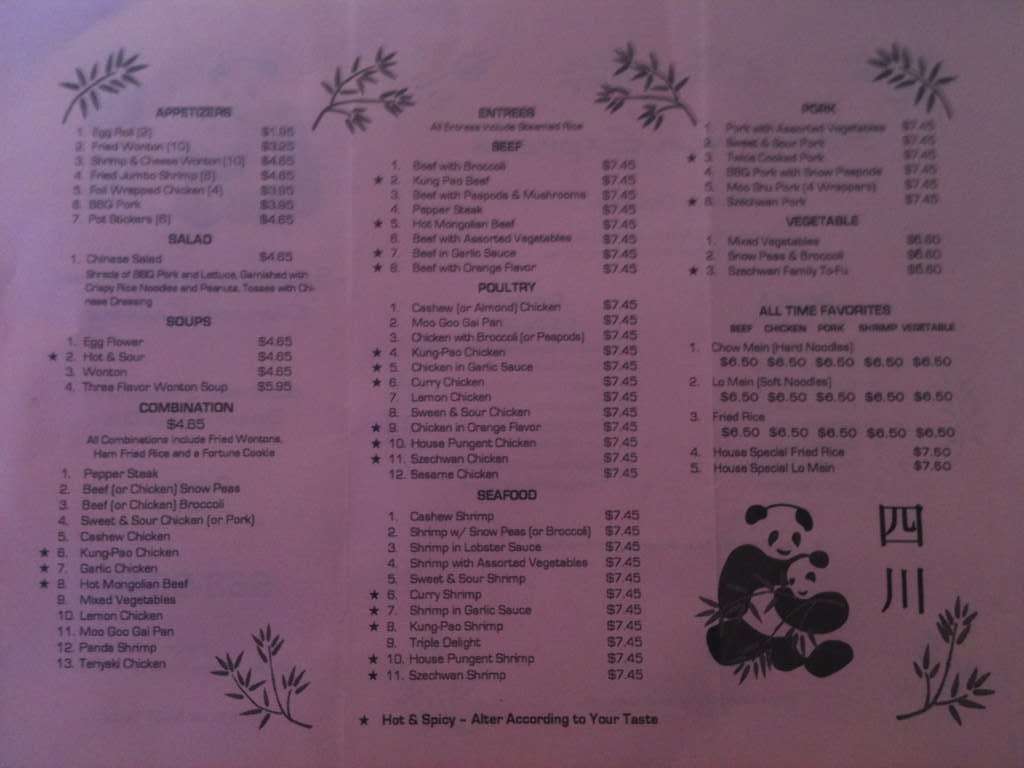 APPETIZERS
1. Egg Roll (2) $1.95
2. Fried Wonton (10) $3.25
3. Shrimp & Cheese Wonton (10) $4.65
4. Fried Jumbo Shrimp (6) $4.65
5. Foil Wrapped Chicken (4) $3.95
6. BBQ Pork $3.95
7. Pot Stickers (6) $4.65
SALAD
1. Chinese Salad $4.65
Shreds of BBQ Pork and Lettuce, Garnished with
Crispy Rice Noodles and Peanuts, Tosses with Chi-
nese Dressing
SOUPS
1. Egg Flower $4.65
★ 2. Hot & Sour $4.65
3. Wonton $4.65
4. Three Flavor Wonton Soup $5.95
COMBINATION
$4.65
All Combinations include Fried Wontons,
Ham Fried Rice and a Fortune Cookie
1. Pepper Steak
2. Beef (or Chicken) Snow Peas
3. Beef (or Chicken) Broccoli
4. Sweet & Sour Chicken (or Pork)
5. Cashew Chicken
★ 6. Kung-Pao Chicken
★ 7. Garlic Chicken
★ 8. Hot Mongolian Beef
9. Mixed Vegetables
10. Lemon Chicken
11. Moo Goo Gai Pan
12. Panda Shrimp
13. Teriyaki Chicken
ENTREES
All Entrees Include Steamed Rice
BEEF
1. Beef with Broccoli $7.45
★ 2. Kung Pao Beef $7.45
3. Beef with Peapods & Mushrooms $7.45
4. Pepper Steak $7.45
★ 5. Hot Mongolian Beef $7.45
6. Beef with Assorted Vegetables $7.45
★ 7. Beef in Garlic Sauce $7.45
★ 8. Beef with Orange Flavor $7.45
POULTRY
1. Cashew (or Almond) Chicken $7.45
2. Moo Goo Gai Pan $7.45
3. Chicken with Broccoli (or Peapods) $7.45
★ 4. Kung-Pao Chicken $7.45
★ 5. Chicken in Garlic Sauce $7.45
★ 6. Curry Chicken $7.45
7. Lemon Chicken $7.45
8. Sween & Sour Chicken $7.45
★ 9. Chicken in Orange Flavor $7.45
★ 10. House Pungent Chicken $7.45
★ 11. Szechwan Chicken $7.45
12. Sesame Chicken $7.45
SEAFOOD
1. Cashew Shrimp $7.45
2. Shrimp w/ Snow Peas (or Broccoli) $7.45
3. Shrimp in Lobster Sauce $7.45
4. Shrimp with Assorted Vegetables $7.45
5. Sweet & Sour Shrimp $7.45
★ 6. Curry Shrimp $7.45
★ 7. Shrimp in Garlic Sauce $7.45
★ 8. Kung-Pao Shrimp $7.45
9. Triple Delight $7.45
★ 10. House Pungent Shrimp $7.45
★ 11. Szechwan Shrimp $7.45
★ Hot & Spicy – Alter According to Your Taste
PORK
1. Pork with Assorted Vegetables $7.45
2. Sweet & Sour Pork $7.45
★ 3. Twice Cooked Pork $7.45
4. BBQ Pork with Snow Peapods $7.45
5. Moo Shu Pork (4 Wrappers) $7.45
★ 6. Szechwan Pork $7.45
VEGETABLE
1. Mixed Vegetables $6.60
2. Snow Peas & Broccoli $6.60
★ 3. Szechwan Family To-Fu $6.60
ALL TIME FAVORITES
BEEF CHICKEN PORK SHRIMP VEGETABLE
1. Chow Mein (Hard Noodles)
$6.50 $6.50 $6.50 $6.50 $6.50
2. Lo Mein (Soft Noodles)
$6.50 $6.50 $6.50 $6.50 $6.50
3. Fried Rice
$6.50 $6.50 $6.50 $6.50 $6.50
4. House Special Fried Rice $7.50
5. House Special Lo Mein $7.50
四
川